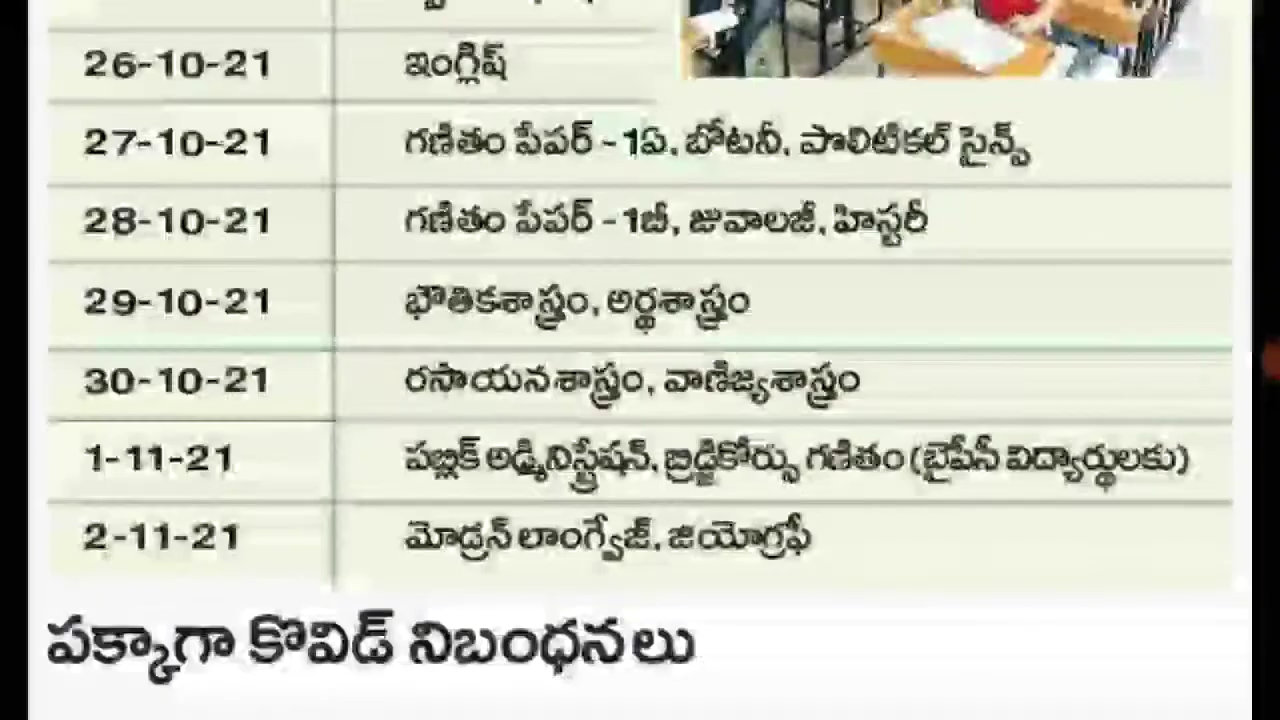 26-10-21 ఇంగ్లిష్
27-10-21 గణితం పేపర్ - 1ఏ, బోటనీ, పొలిటికల్ సైన్స్
28-10-21 గణితం పేపర్ - 1బీ, జువాలజీ, హిస్టరీ
29-10-21 భౌతికశాస్త్రం, అర్థశాస్త్రం
30-10-21 రసాయనశాస్త్రం, వాణిజ్యశాస్త్రం
1-11-21 పబ్లిక్ అడ్మినిస్ట్రేషన్, బ్రిడ్జికోర్సు గణితం (బైపీసీ విద్యార్థులకు)
2-11-21 మోడ్రన్ లాంగ్వేజ్, జియోగ్రఫీ
పక్కాగా కొవిడ్ నిబంధనలు